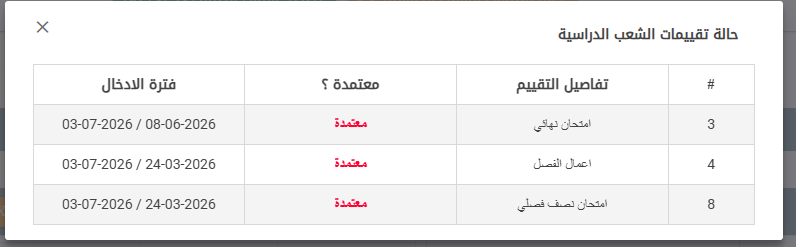 حالة تقييمات الشعب الدراسية ×
# تفاصيل التقييم معتمدة ؟ فترة الادخال
3 امتحان نهائي معتمدة 03-07-2026 / 08-06-2026
4 اعمال الفصل معتمدة 03-07-2026 / 24-03-2026
8 امتحان نصف فصلي معتمدة 03-07-2026 / 24-03-2026